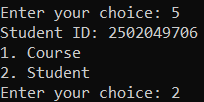 Enter your choice: 5
Student ID: 2502049706
1. Course
2. Student
Enter your choice: 2